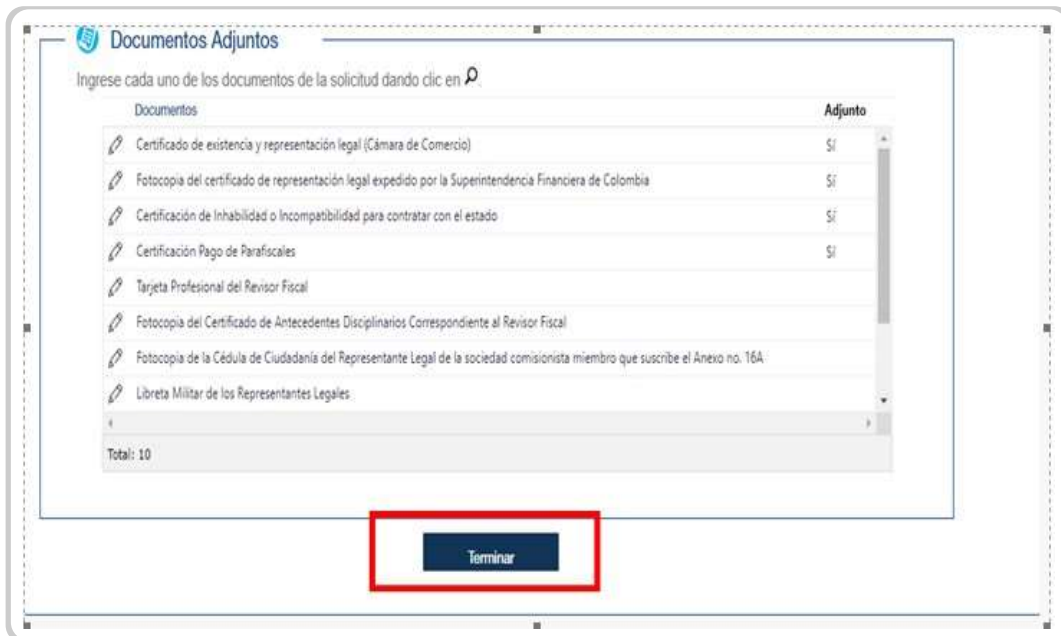 Documentos Adjuntos
Ingrese cada uno de los documentos de la solicitud dando clic en
Documentos Adjunto
Certificado de existencia y representación legal (Cámara de Comercio) Sí
Fotocopia del certificado de representación legal expedido por la Superintendencia Financiera de Colombia Sí
Certificación de Inhabilidad o Incompatibilidad para contratar con el estado Sí
Certificación Pago de Parafiscales Sí
Tarjeta Profesional del Revisor Fiscal
Fotocopia del Certificado de Antecedentes Disciplinarios Correspondiente al Revisor Fiscal
Fotocopia de la Cédula de Ciudadanía del Representante Legal de la sociedad comisionista miembro que suscribe el Anexo no. 16A
Libreta Militar de los Representantes Legales
Total: 10
Terminar